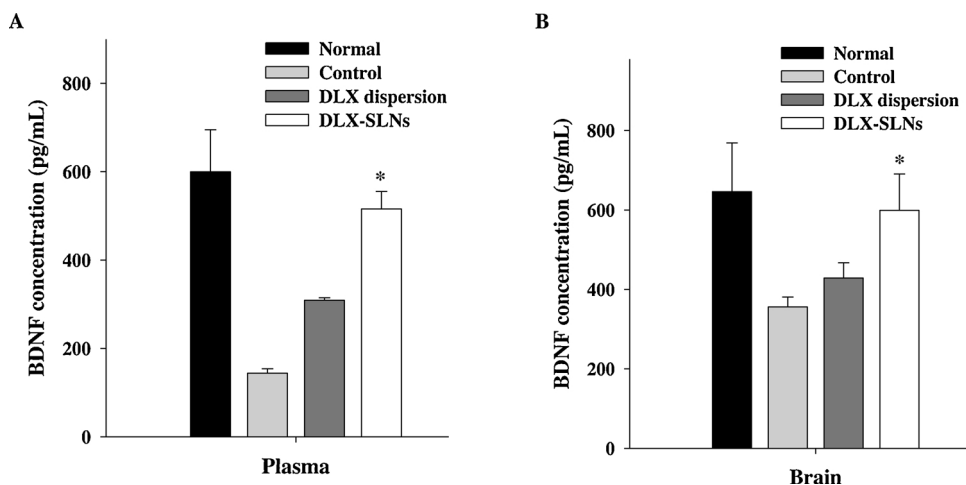 A
Normal
Control
DLX dispersion
DLX-SLNs
BDNF concentration (pg/mL)
800
600
400
200
0
*
Plasma
B
Normal
Control
DLX dispersion
DLX-SLNs
BDNF concentration (pg/mL)
800
600
400
200
0
*
Brain